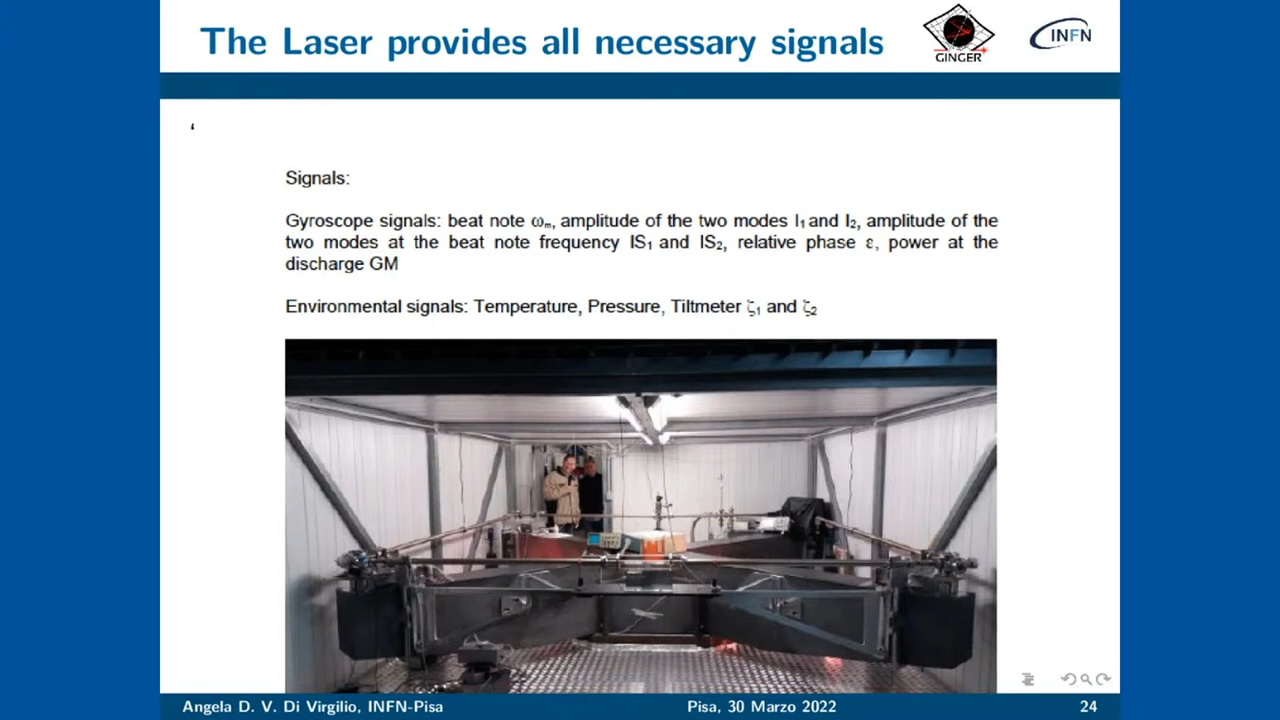 The Laser provides all necessary signals
GINGER
INFN
‘
Signals:
Gyroscope signals: beat note ωₘ, amplitude of the two modes I₁ and I₂, amplitude of the
two modes at the beat note frequency IS₁ and IS₂, relative phase ε, power at the
discharge GM
Environmental signals: Temperature, Pressure, Tiltmeter ζ₁ and ζ₂
Angela D. V. Di Virgilio, INFN-Pisa
Pisa, 30 Marzo 2022
24